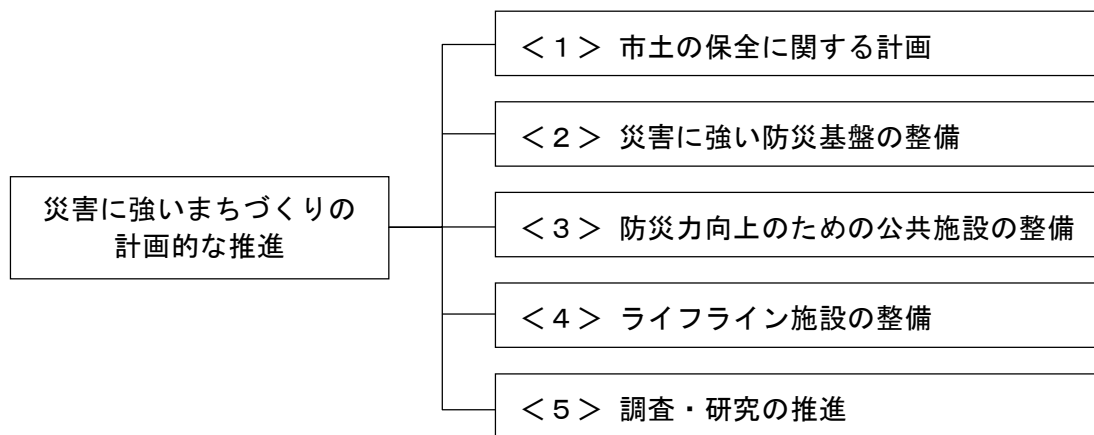 災害に強いまちづくりの
計画的な推進
＜１＞ 市土の保全に関する計画
＜２＞ 災害に強い防災基盤の整備
＜３＞ 防災力向上のための公共施設の整備
＜４＞ ライフライン施設の整備
＜５＞ 調査・研究の推進